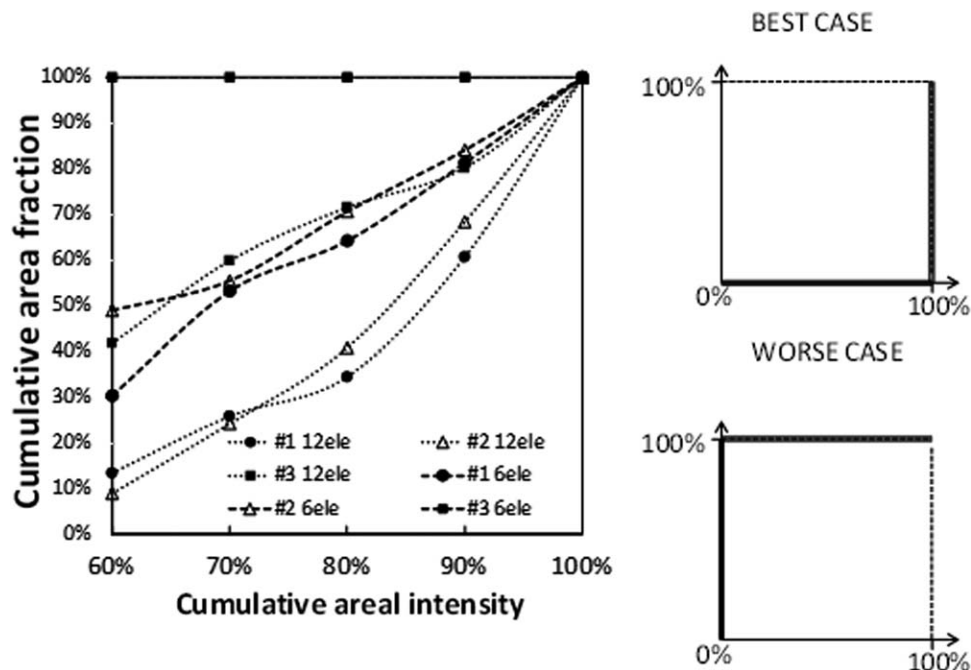 BEST CASE
100%
90%
80%
70%
60%
50%
40%
30%
20%
10%
0%
Cumulative area fraction
#1 12ele
#2 12ele
#3 12ele
#1 6ele
#2 6ele
#3 6ele
60%
70%
80%
90%
100%
Cumulative areal intensity
100%
0%
100%
WORSE CASE
100%
0%
100%